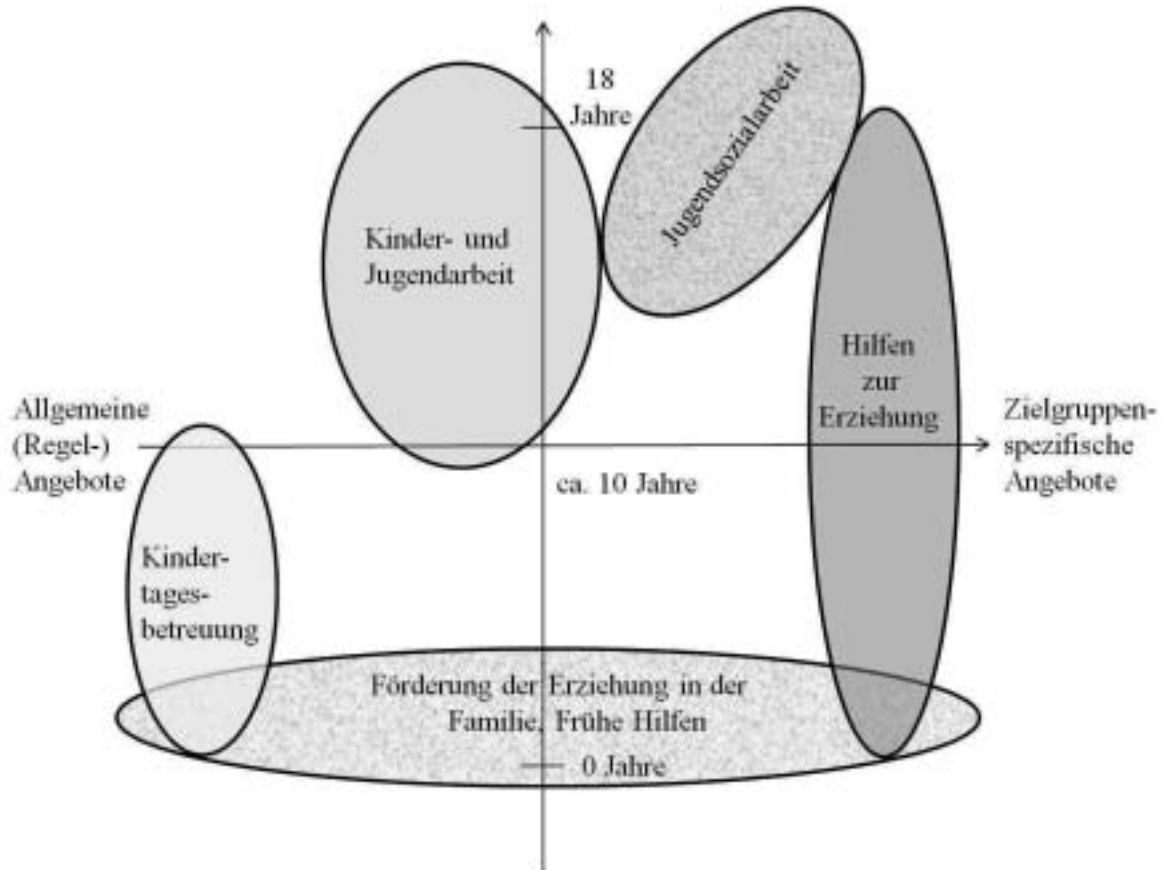 18
Jahre
Jugendsozialarbeit
Kinder- und
Jugendarbeit
Hilfen
zur
Erziehung
Allgemeine
(Regel-)
Angebote
Zielgruppen-
spezifische
Angebote
ca. 10 Jahre
Kinder-
tages-
betreuung
Förderung der Erziehung in der
Familie, Frühe Hilfen
0 Jahre